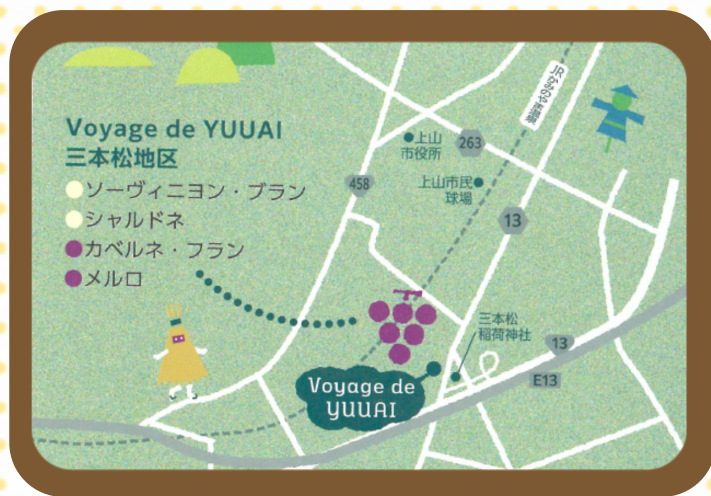 Voyage de YUUAI
三本松地区
ソーヴィニヨン・ブラン
シャルドネ
カベルネ・フラン
メルロ
上山
市役所
263
JRかみのやま温泉
458
上山市民
球場
13
三本松
稲荷神社
13
E13
Voyage de
YUUAI